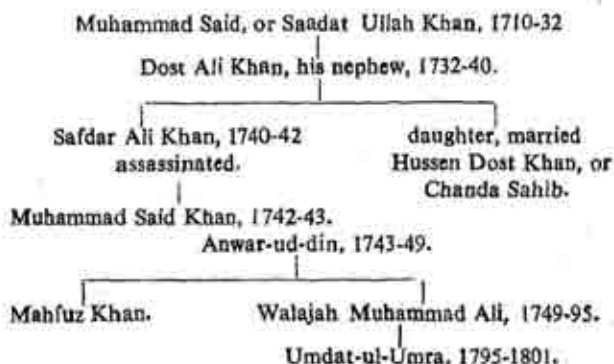 Muhammad Said, or Saadat Ullah Khan, 1710-32
Dost Ali Khan, his nephew, 1732-40.
Safdar Ali Khan, 1740-42
assassinated.
daughter, married
Hussen Dost Khan, or
Chanda Sahib.
Muhammad Said Khan, 1742-43.
Anwar-ud-din, 1743-49.
Mahfuz Khan.
Walajah Muhammad Ali, 1749-95.
Umdat-ul-Umra, 1795-1801.